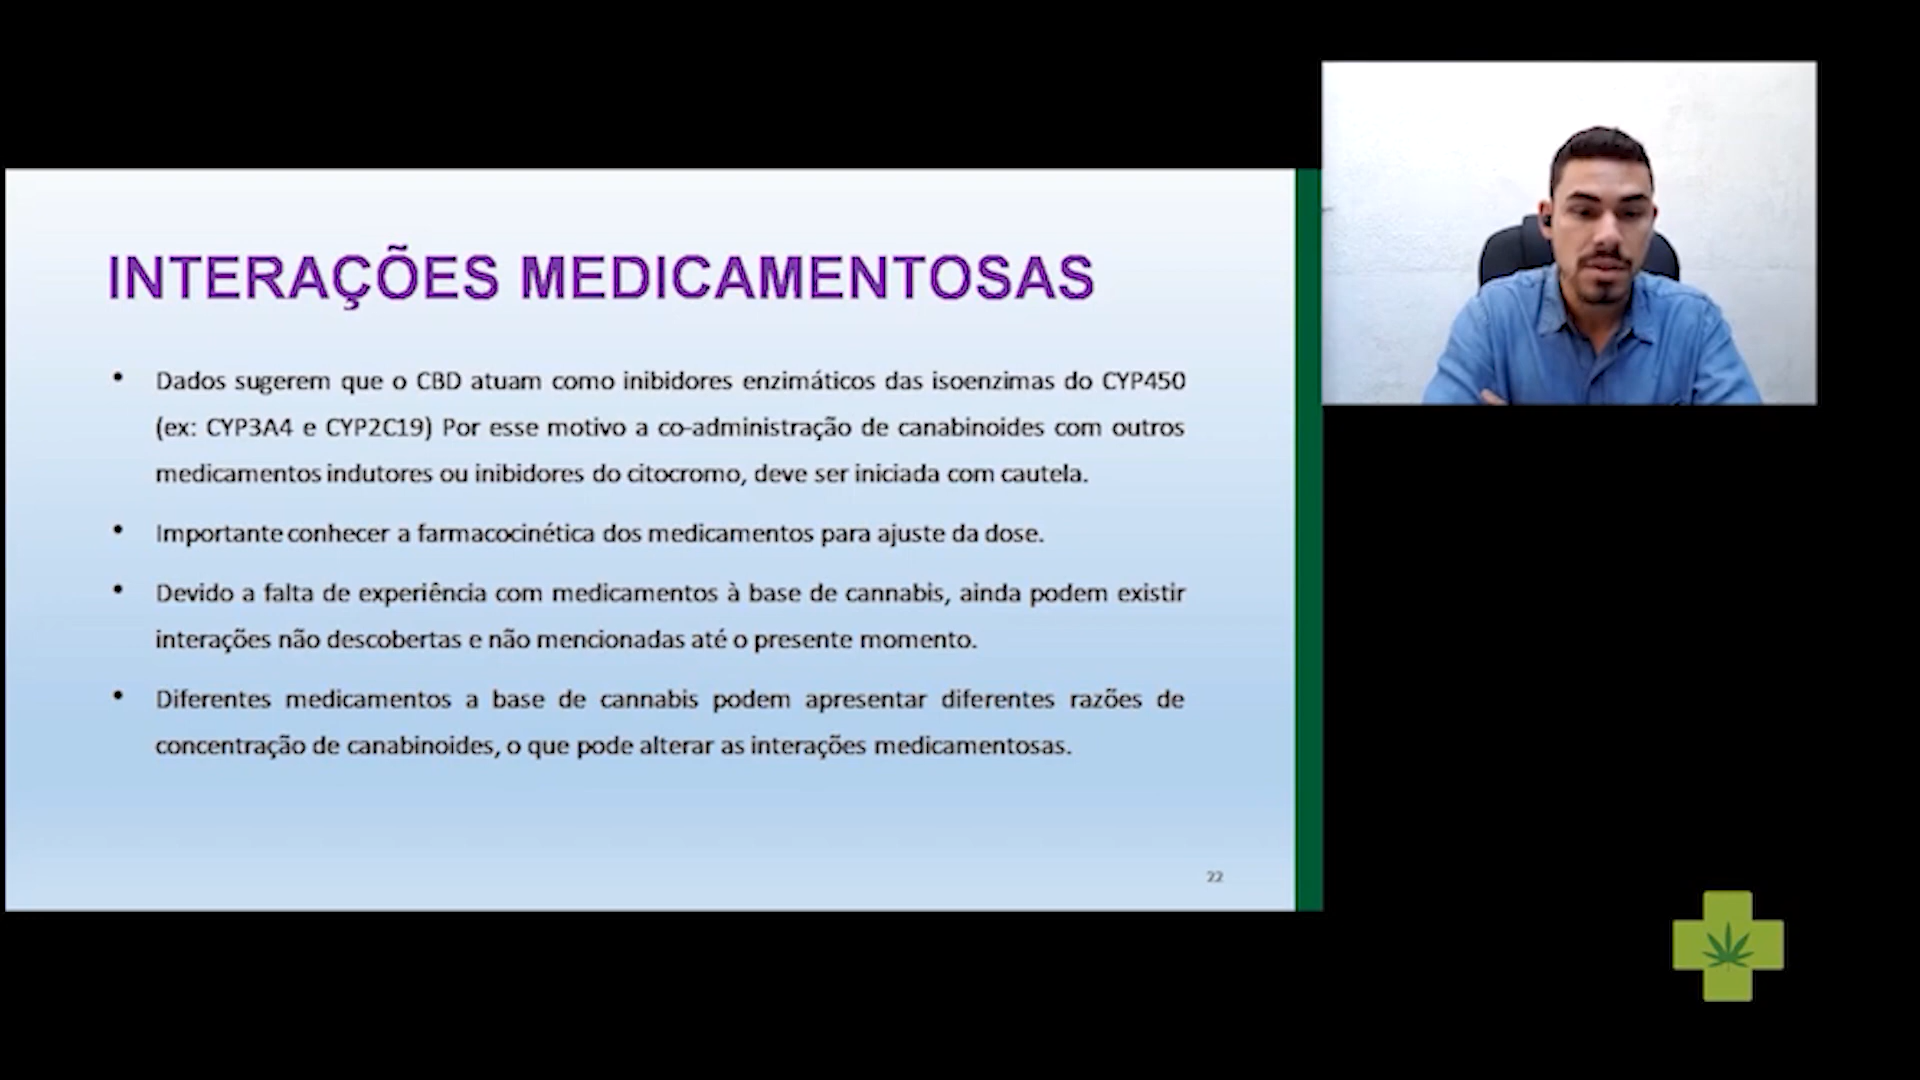 INTERAÇÕES MEDICAMENTOSAS
• Dados sugerem que o CBD atuam como inibidores enzimáticos das isoenzimas do CYP450
(ex: CYP3A4 e CYP2C19) Por esse motivo a co-administração de canabinoides com outros
medicamentos indutores ou inibidores do citocromo, deve ser iniciada com cautela.
• Importante conhecer a farmacocinética dos medicamentos para ajuste da dose.
• Devido a falta de experiência com medicamentos à base de cannabis, ainda podem existir
interações não descobertas e não mencionadas até o presente momento.
• Diferentes medicamentos a base de cannabis podem apresentar diferentes razões de
concentração de canabinoides, o que pode alterar as interações medicamentosas.
22